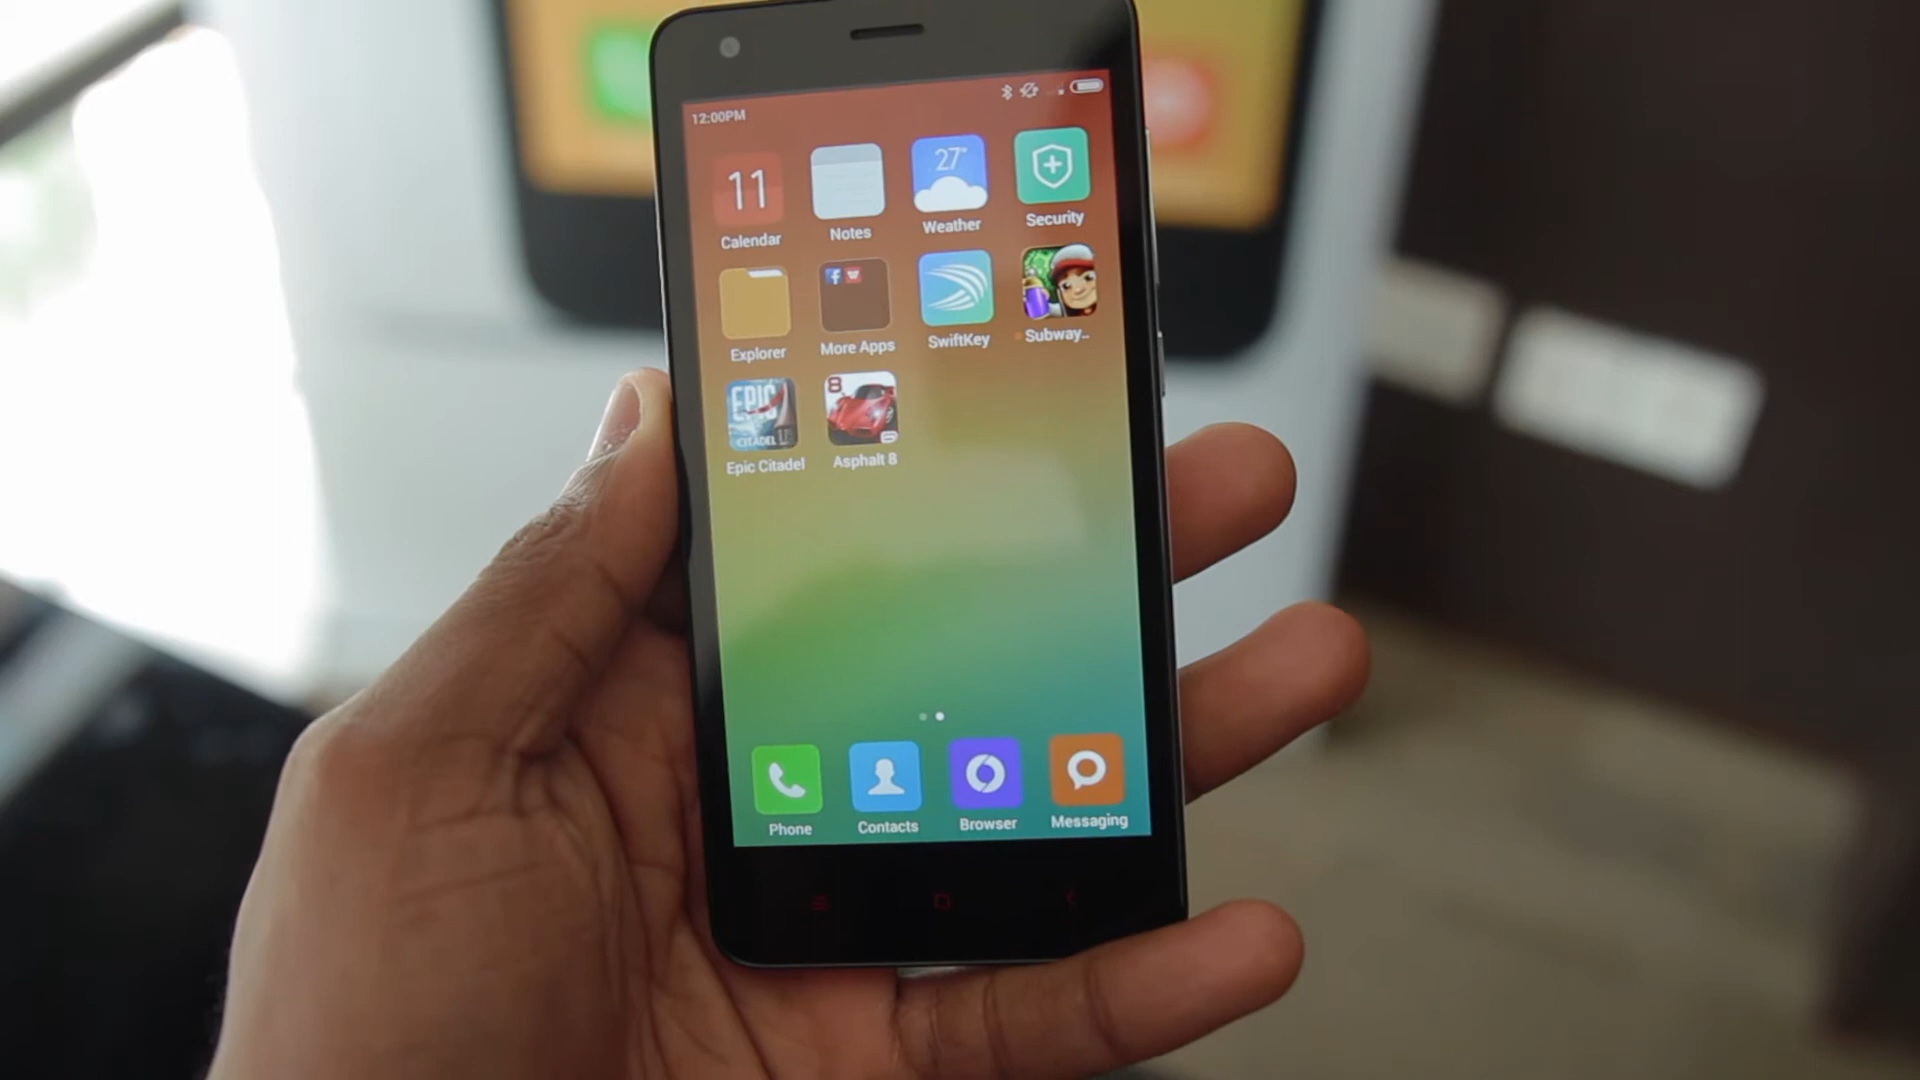 12:00PM
11
27°
Calendar
Notes
Weather
Security
Explorer
More Apps
SwiftKey
Subway..
EPIC
CITADEL
8
Epic Citadel
Asphalt 8
Phone
Contacts
Browser
Messaging